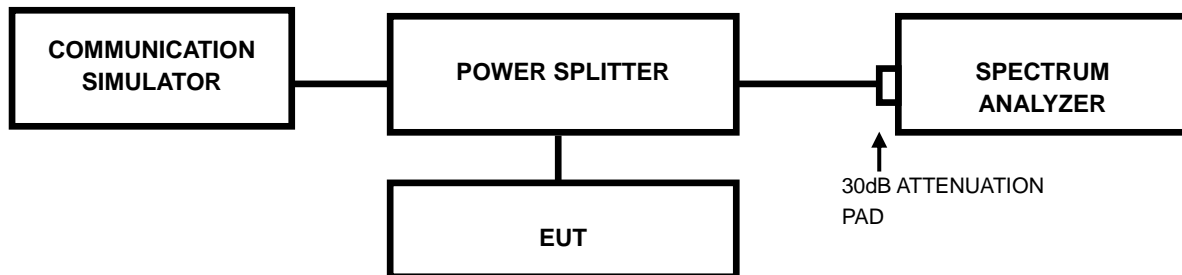 COMMUNICATION
SIMULATOR
POWER SPLITTER
SPECTRUM
ANALYZER
30dB ATTENUATION
PAD
EUT